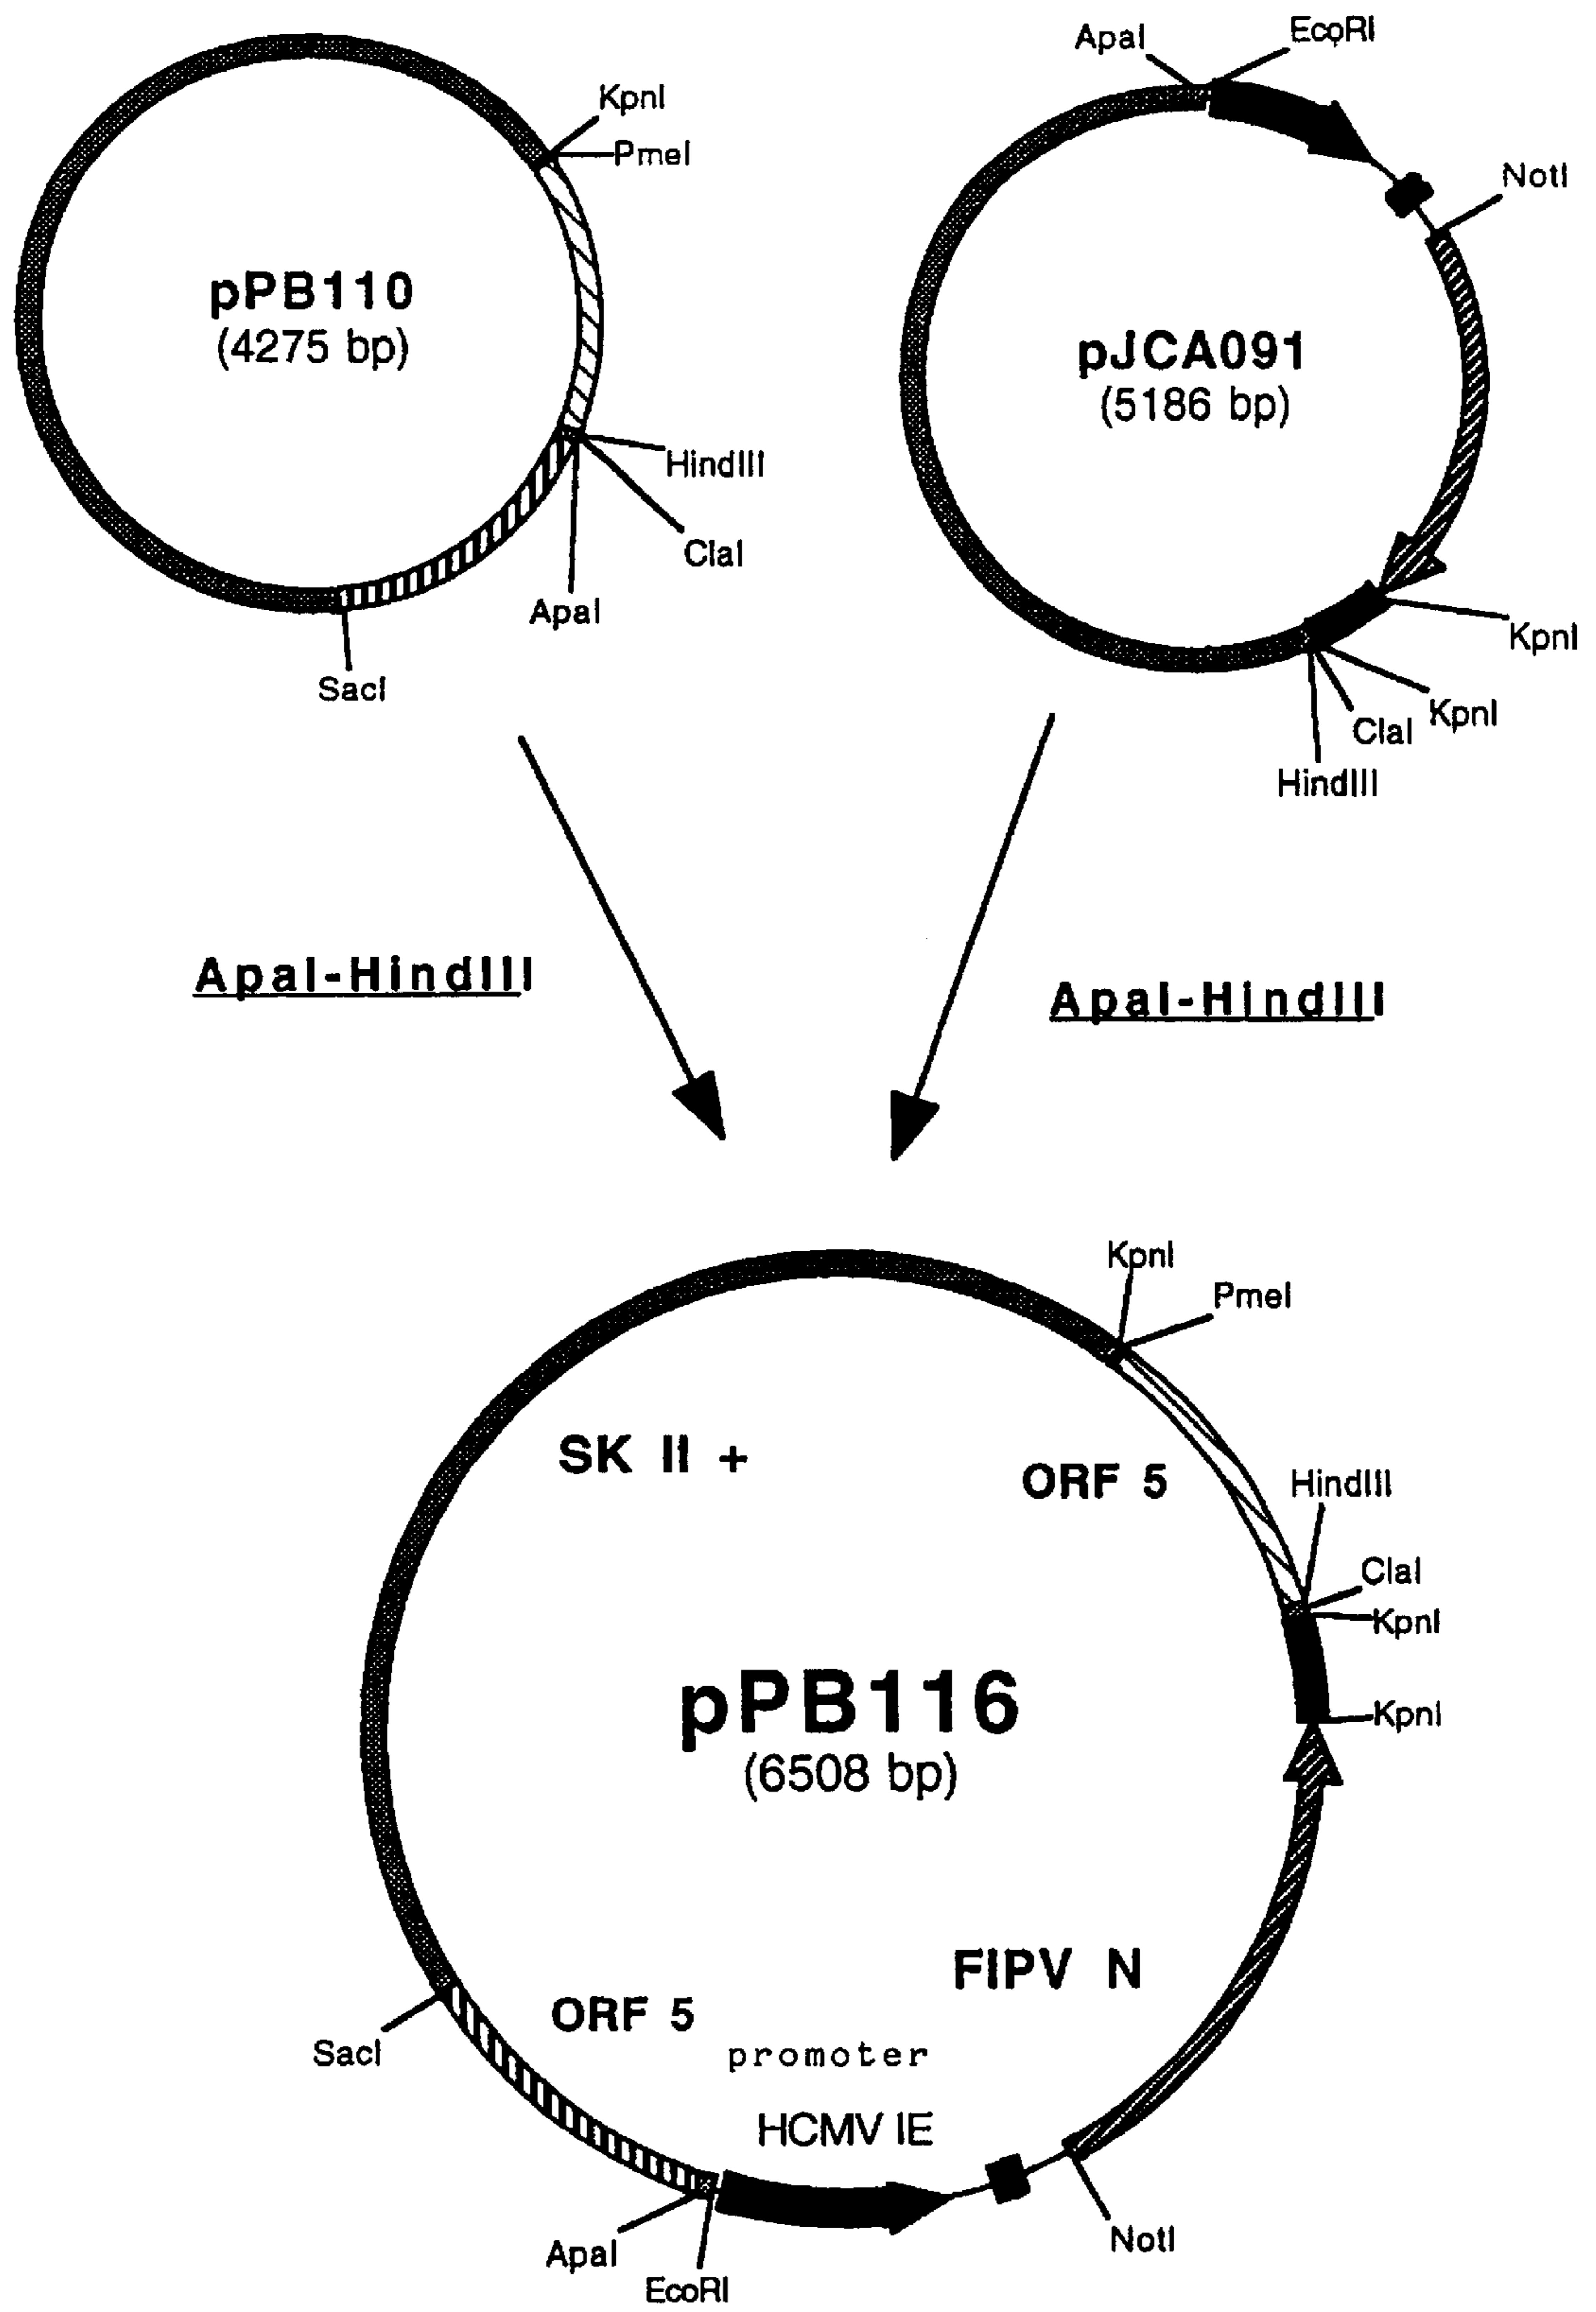 KpnI
PmeI
pPB110
(4275 bp)
HindIII
ClaI
ApaI
SacI
ApaI
EcoRI
NotI
pJCA091
(5186 bp)
KpnI
KpnI
ClaI
HindIII
ApaI-HindIII
ApaI-HindIII
KpnI
PmeI
SK II +
ORF 5
HindIII
ClaI
KpnI
pPB116
(6508 bp)
KpnI
FIPV N
ORF 5
SacI
promoter
HCMV IE
NotI
ApaI
EcoRI